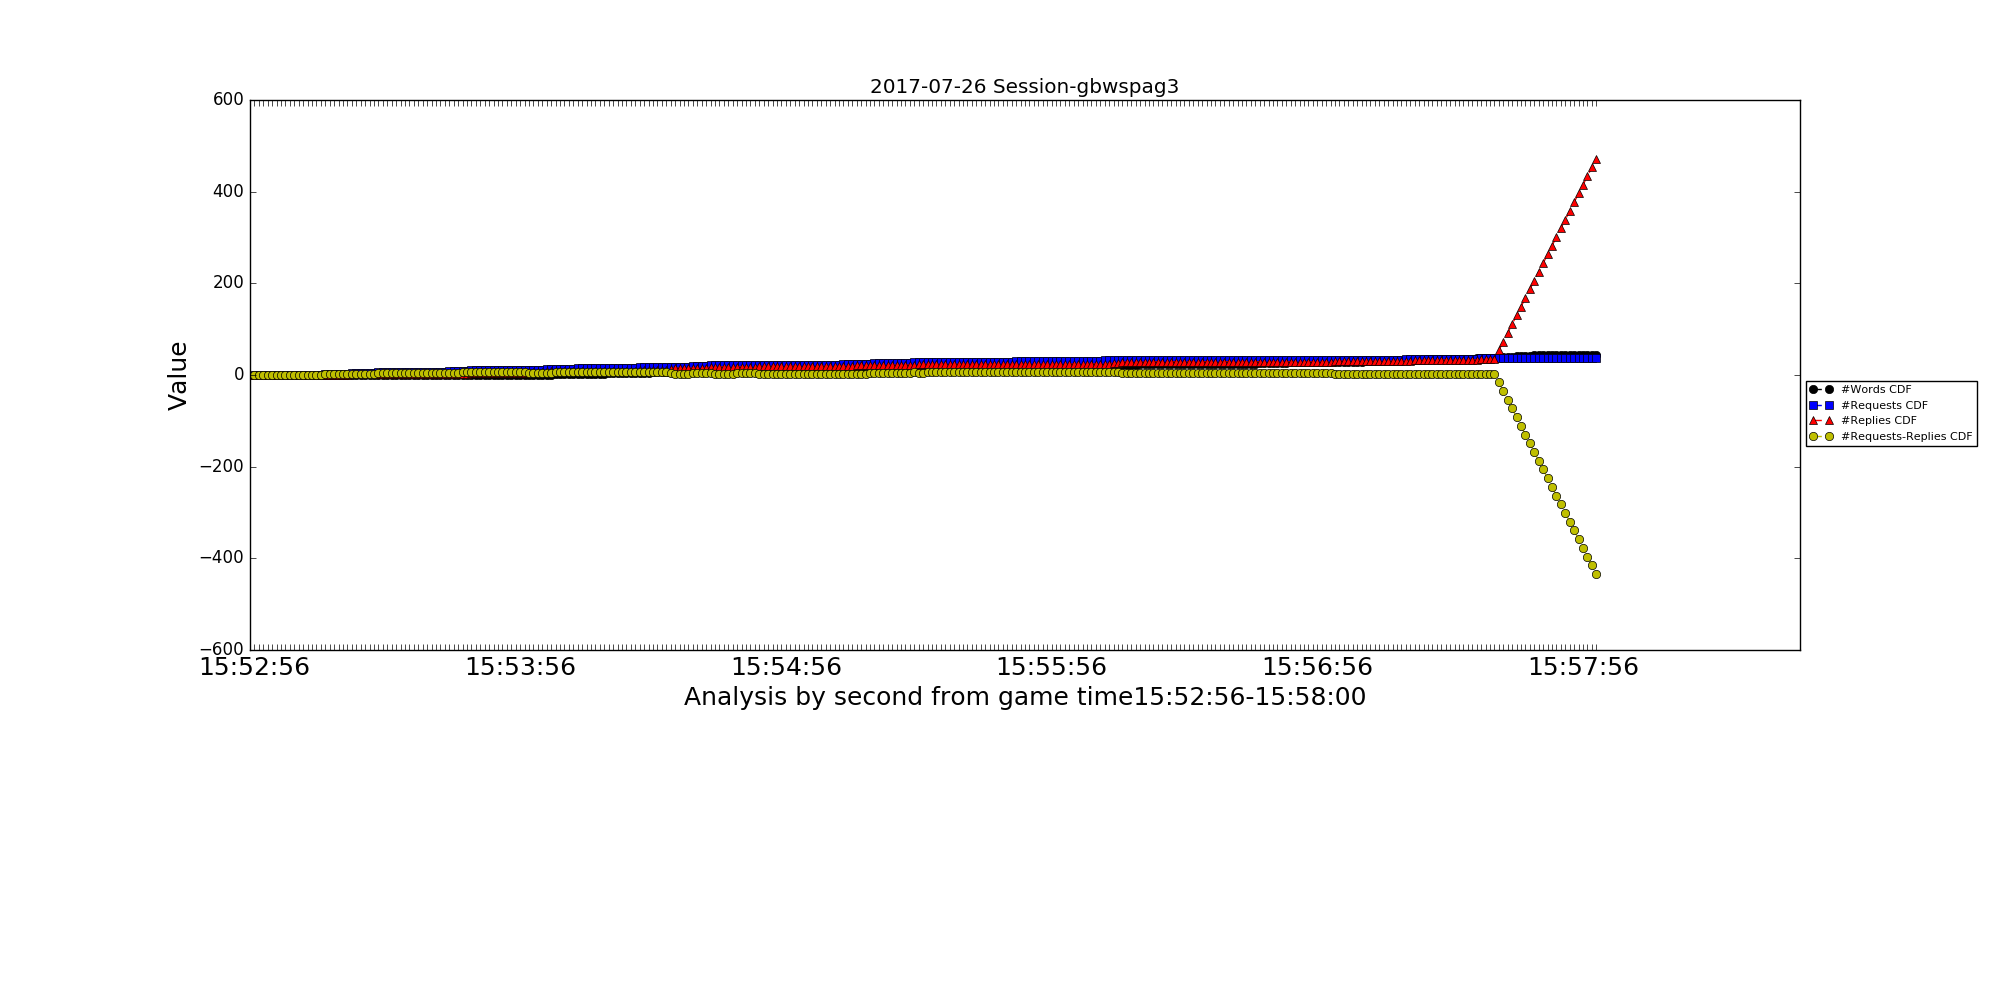 2017-07-26 Session-gbwspag3
600
400
200
0
−200
−400
−600
Value
15:52:56 15:53:56 15:54:56 15:55:56 15:56:56 15:57:56
Analysis by second from game time15:52:56-15:58:00
#Words CDF
#Requests CDF
#Replies CDF
#Requests-Replies CDF